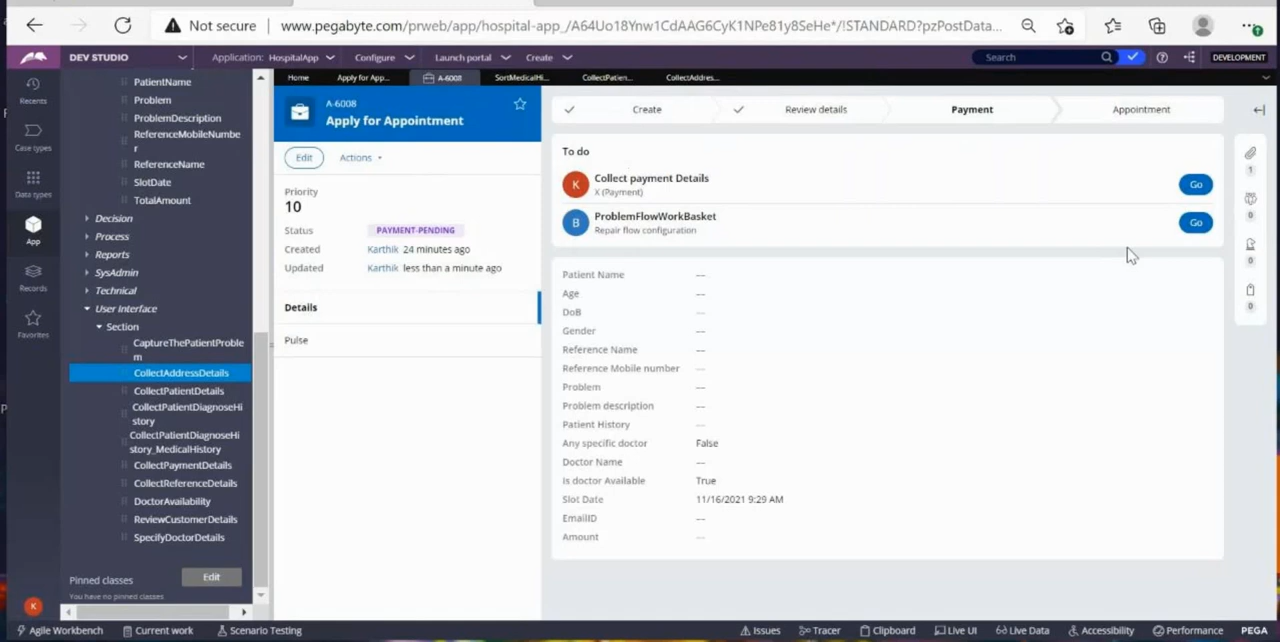 Not secure
www.pegabyte.com/prweb/app/hospital-app_/A64Uo18Ynw1CdAAG6CyK1NPe81y8SeHe*/!STANDARD?pzPostData...
DEV STUDIO
Application: HospitalApp
Configure
Launch portal
Create
Search
DEVELOPMENT
Recents
Case types
Data types
App
Records
Favorites
K
PatientName
Problem
ProblemDescription
ReferenceMobileNumbe
r
ReferenceName
SlotDate
TotalAmount
Decision
Process
Reports
SysAdmin
Technical
User Interface
Section
CaptureThePatientProble
m
CollectAddressDetails
CollectPatientDetails
CollectPatientDiagnoseHi
story
CollectPatientDiagnoseHi
story_MedicalHistory
CollectPaymentDetails
CollectReferenceDetails
DoctorAvailability
ReviewCustomerDetails
SpecifyDoctorDetails
Pinned classes
Edit
You have no pinned classes
Home
Apply for App...
A-6008
SortMedicalHi...
CollectPatien...
CollectAddres...
A-6008
Apply for Appointment
Edit
Actions
Priority
10
Status PAYMENT-PENDING
Created Karthik 24 minutes ago
Updated Karthik less than a minute ago
Details
Pulse
Create
Review details
Payment
Appointment
To do
K
Collect payment Details
X (Payment)
Go
B
ProblemFlowWorkBasket
Repair flow configuration
Go
Patient Name --
Age --
DoB --
Gender --
Reference Name --
Reference Mobile number --
Problem --
Problem description --
Patient History --
Any specific doctor False
Doctor Name --
Is doctor Available True
Slot Date 11/16/2021 9:29 AM
EmailID --
Amount --
1
0
0
0
Agile Workbench
Current work
Scenario Testing
Issues
Tracer
Clipboard
Live UI
Live Data
Accessibility
Performance
PEGA